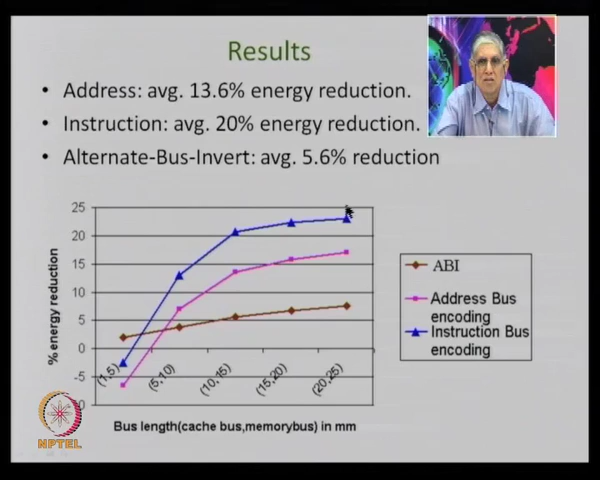 Results
• Address: avg. 13.6% energy reduction.
• Instruction: avg. 20% energy reduction.
• Alternate-Bus-Invert: avg. 5.6% reduction
25
20
15
10
5
0
-5
0
% energy reduction
(1,5)
(5,10)
(10,15)
(15,20)
(20,25)
Bus length(cache bus,memorybus) in mm
ABI
Address Bus
encoding
Instruction Bus
encoding
NPTEL